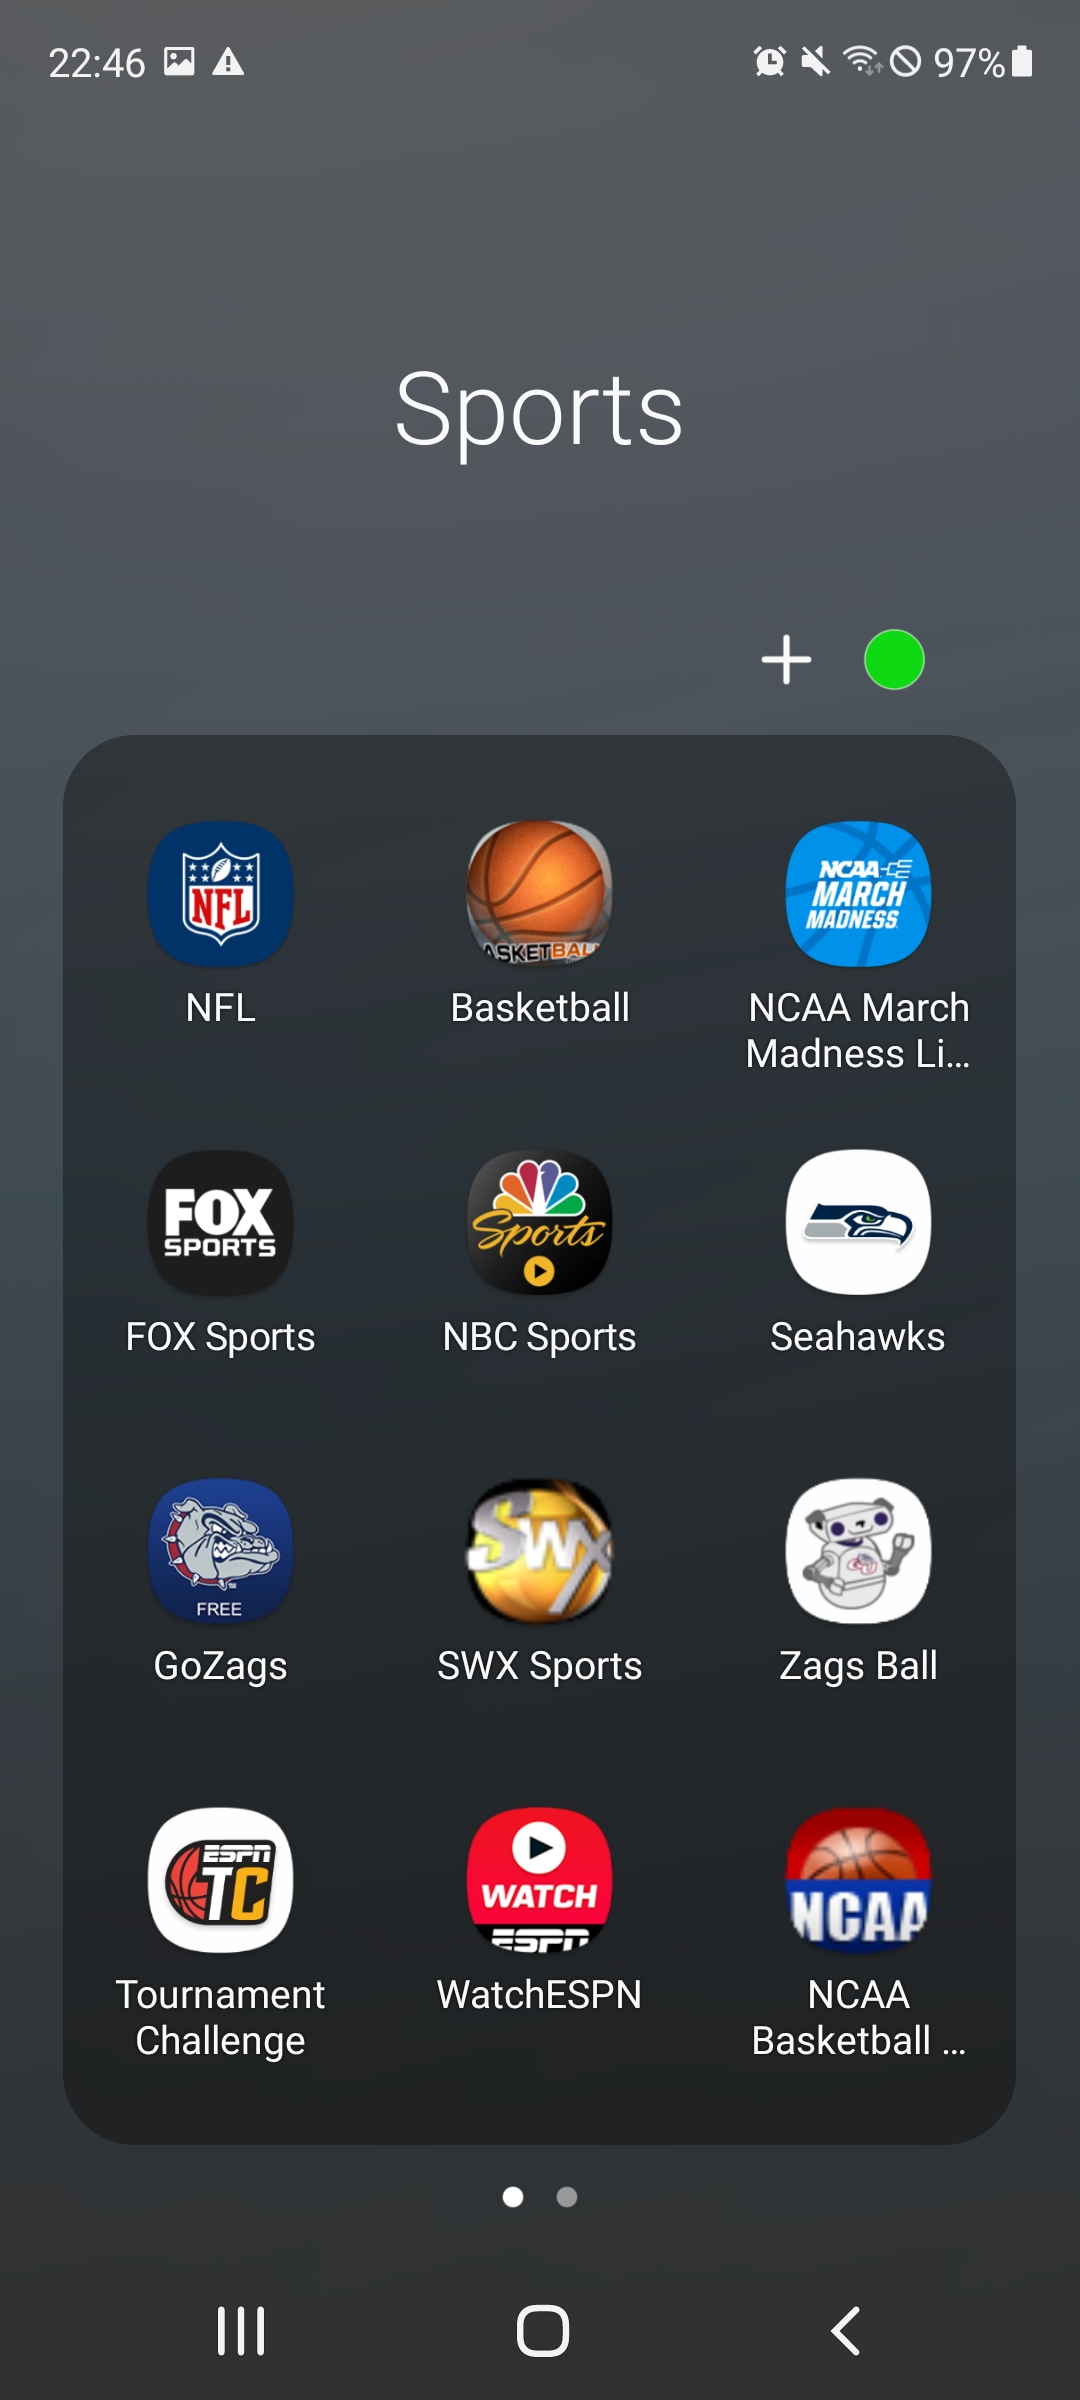 22:46
97%
Sports
NFL
ASKETBAL
NCAA
MARCH
MADNESS
NFL
Basketball
NCAA March
Madness Li...
FOX
SPORTS
Sports
FOX Sports
NBC Sports
Seahawks
FREE
SWX
GU
GoZags
SWX Sports
Zags Ball
ESPN
TC
WATCH
ESPN
NCAA
Tournament
Challenge
WatchESPN
NCAA
Basketball ...